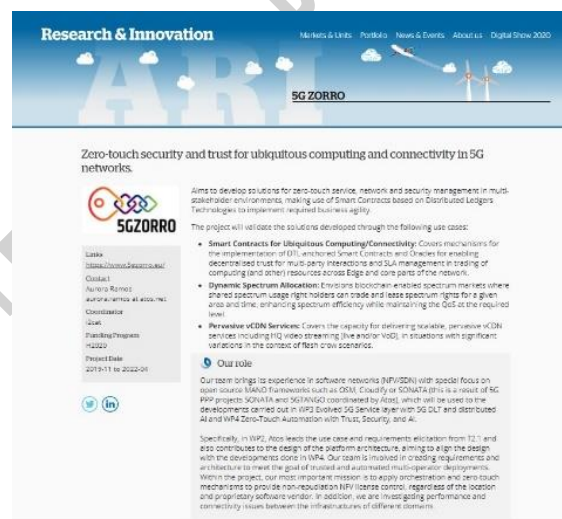 Research & Innovation
Markets & Units Portfolio News & Events About us Digital Show 2020
ARI
5G ZORRO
Zero-touch security and trust for ubiquitous computing and connectivity in 5G
networks.
5GZORRO
Aims to develop solutions for zero-touch service, network and security management in multi-
stakeholder environments, making use of Smart Contracts based on Distributed Ledgers
Technologies to implement required business agility.
The project will validate the solutions developed through the following use cases:
• Smart Contracts for Ubiquitous Computing/Connectivity: Covers mechanisms for
the implementation of DTL-anchored Smart Contracts and Oracles for enabling
decentralised trust for multi-party interactions and SLA management in trading of
computing (and other) resources across Edge and core parts of the network.
• Dynamic Spectrum Allocation: Envisions blockchain enabled spectrum markets where
shared spectrum usage right holders can trade and lease spectrum rights for a given
area and time, enhancing spectrum efficiency while maintaining the QoS at the required
level.
• Pervasive vCDN Services: Covers the capacity for delivering scalable, pervasive vCDN
services including HQ video streaming (live and/or VoD), in situations with significant
variations in the context of flash crow scenarios.
Links
https://www.5gzorro.eu/
Contact
Aurora Ramos
aurora.ramos at atos.net
Coordinator
i2cat
Funding Program
H2020
Project Date
2019-11 to 2022-04
Our role
Our team brings its experience in software networks (NFV/SDN) with special focus on
open source MANO frameworks such as OSM, Cloudify or SONATA (this is a result of 5G
PPP projects SONATA and 5GTANGO coordinated by Atos), which will be used to the
developments carried out in WP3 Evolved 5G Service layer with 5G DLT and distributed
AI and WP4 Zero-Touch Automation with Trust, Security, and AI.
Specifically, in WP2, Atos leads the use case and requirements elicitation from T2.1 and
also contributes to the design of the platform architecture, aiming to align the design
with the developments done in WP4. Our team is involved in creating requirements and
architecture to meet the goal of trusted and automated multi-operator deployments.
Within the project, our most important mission is to apply orchestration and zero-touch
mechanisms to provide non-repudiation NFV license control, regardless of the location
and proprietary software vendor. In addition, we are investigating performance and
connectivity issues between the infrastructures of different domains.